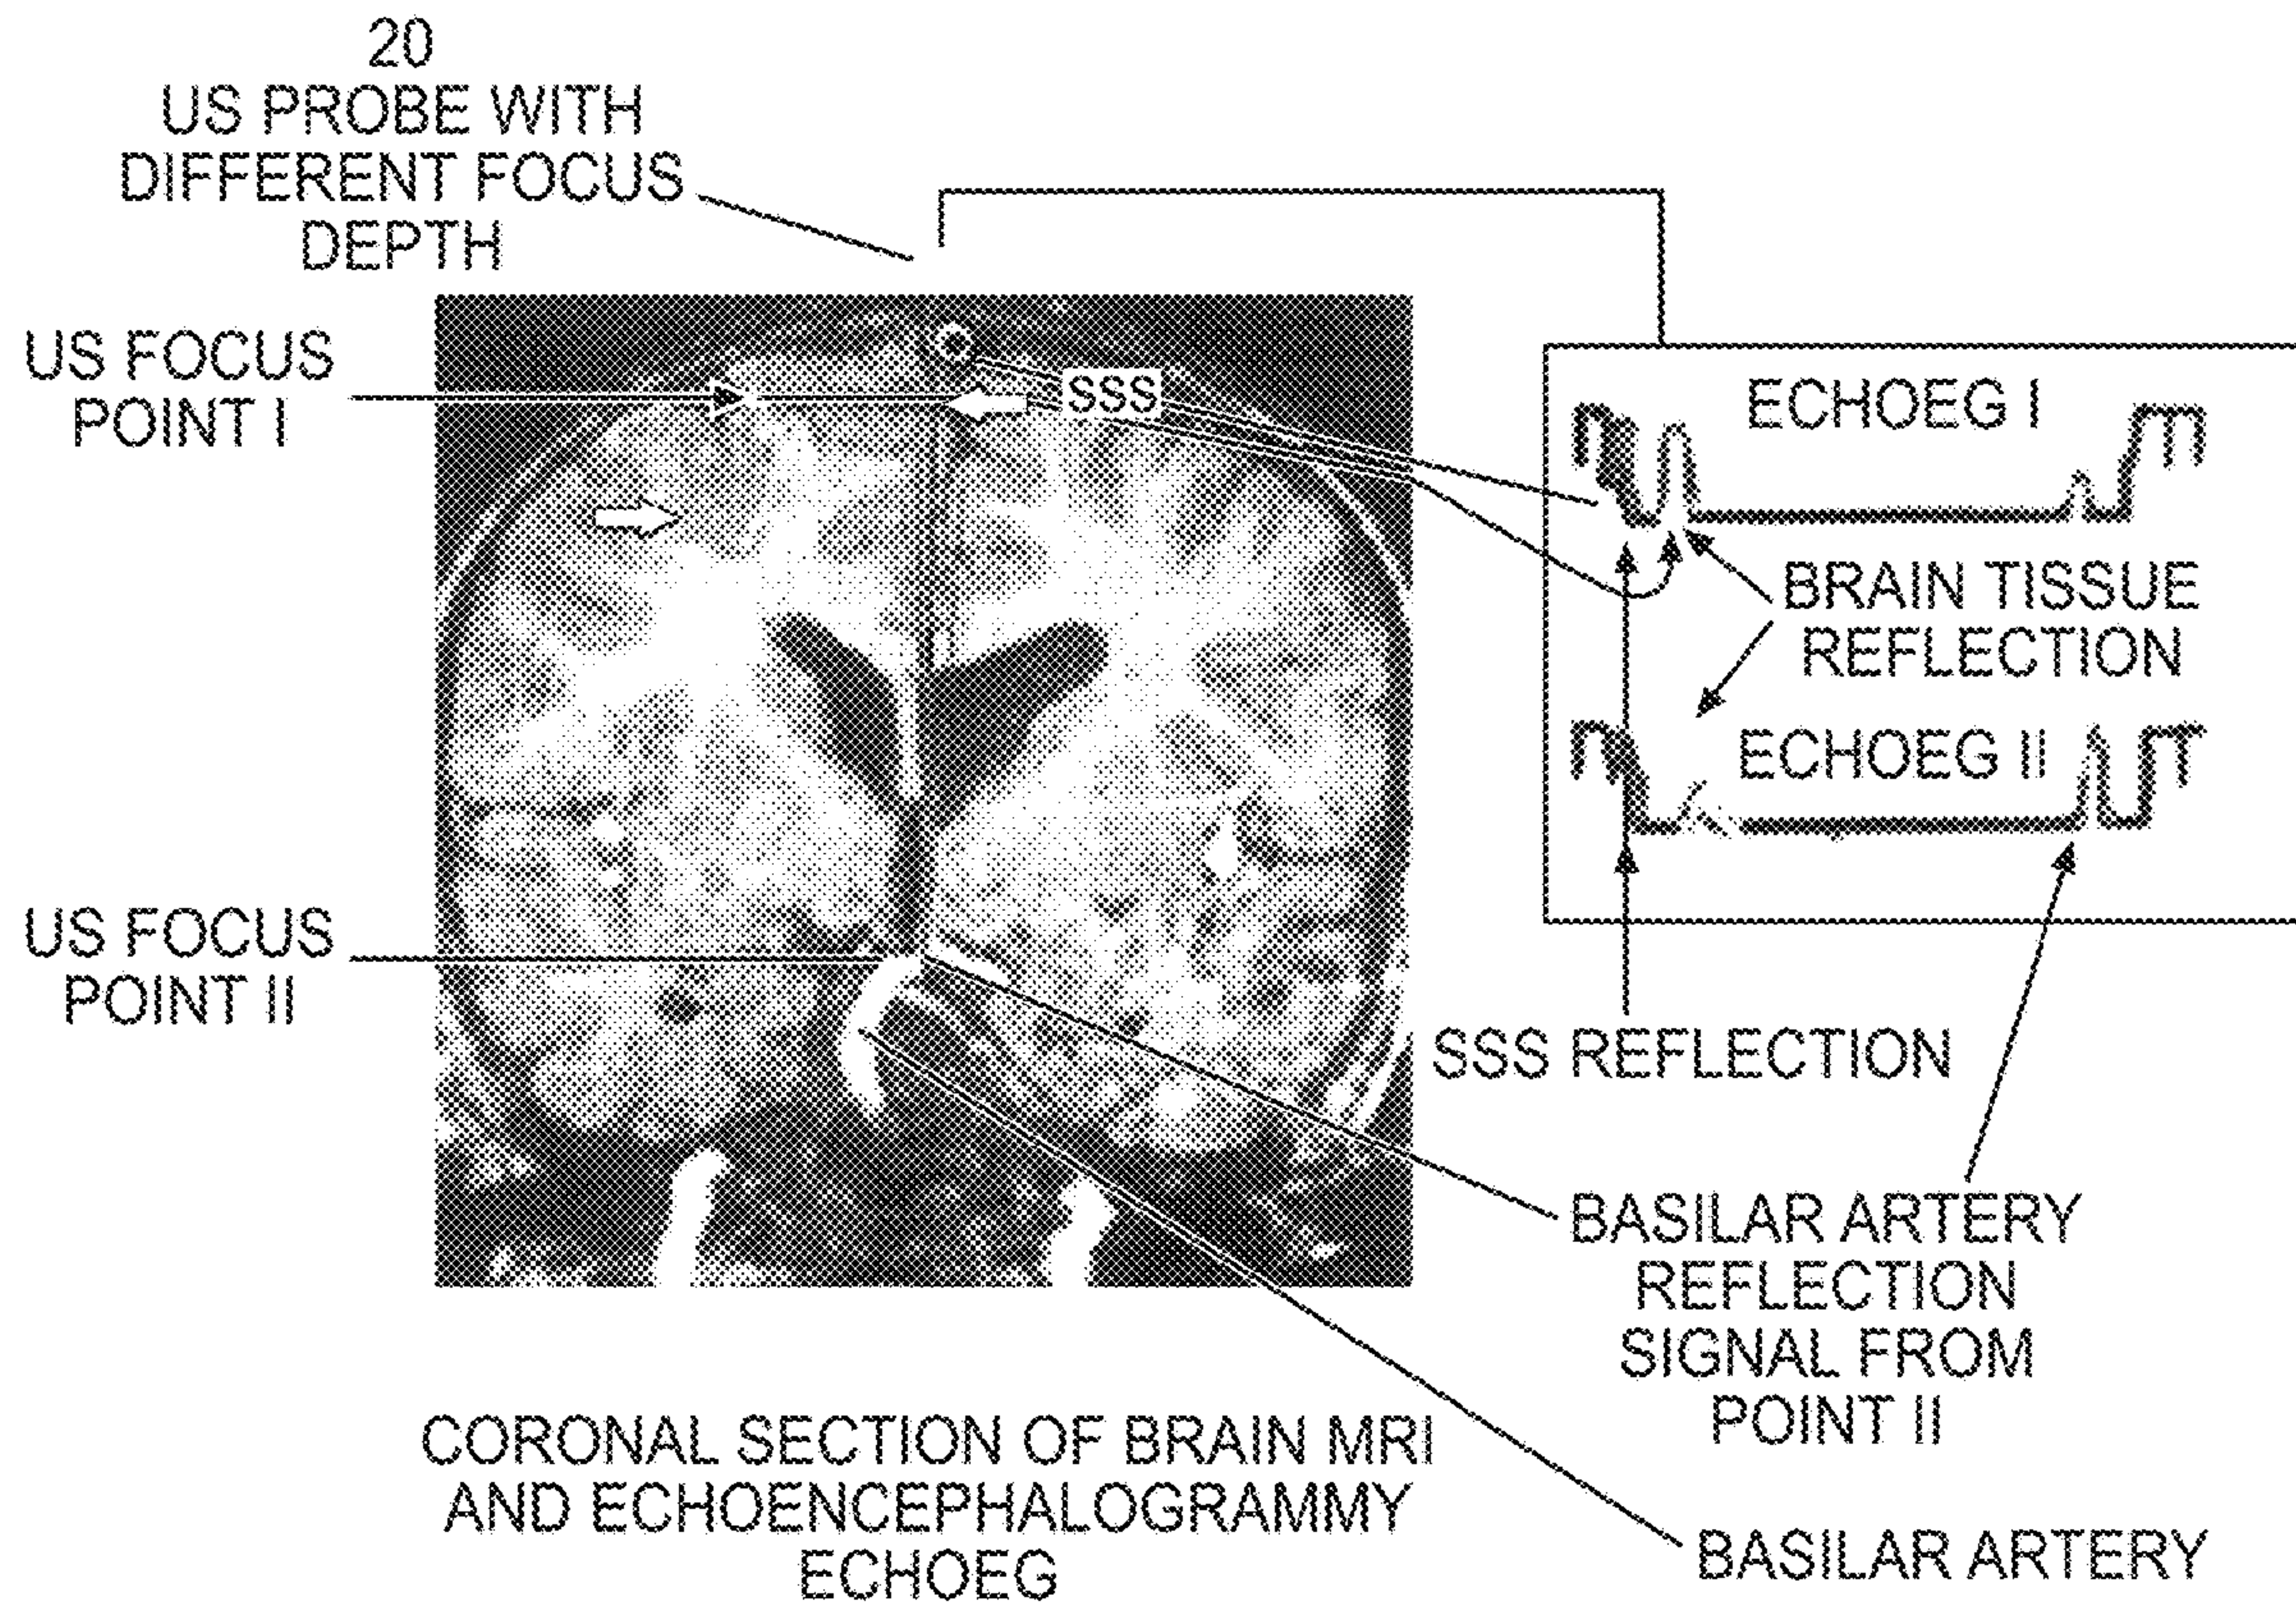 20
US PROBE WITH
DIFFERENT FOCUS
DEPTH
US FOCUS
POINT I
SSS
ECHOEG I
BRAIN TISSUE
REFLECTION
ECHOEG II
US FOCUS
POINT II
SSS REFLECTION
BASILAR ARTERY
REFLECTION
SIGNAL FROM
POINT II
CORONAL SECTION OF BRAIN MRI
AND ECHOENCEPHALOGRAMMY
ECHOEG
BASILAR ARTERY